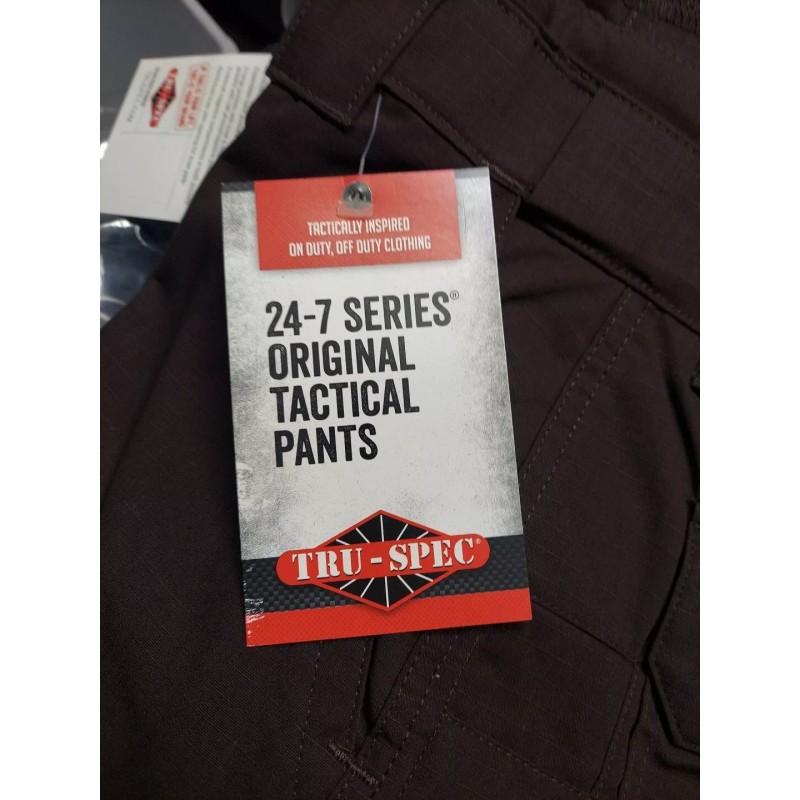 TACTICALLY INSPIRED
ON DUTY, OFF DUTY CLOTHING
24-7 SERIES®
ORIGINAL
TACTICAL
PANTS
TRU-SPEC®